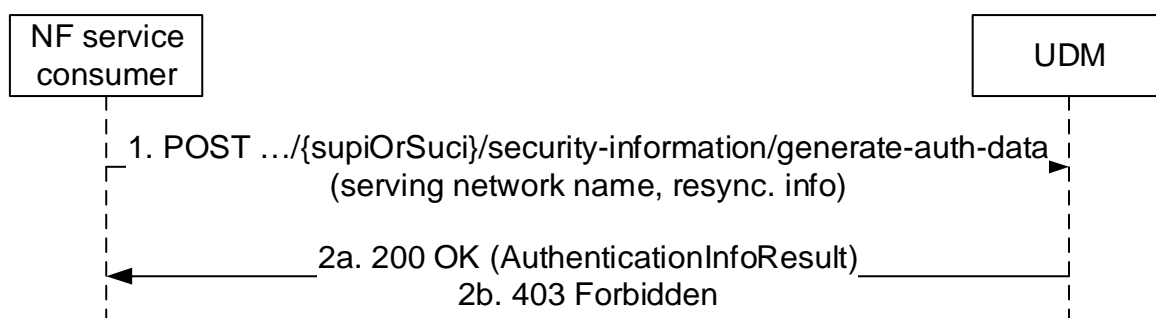 NF service
consumer
UDM
1. POST …/{supiOrSuci}/security-information/generate-auth-data
(serving network name, resync. info)
2a. 200 OK (AuthenticationInfoResult)
2b. 403 Forbidden